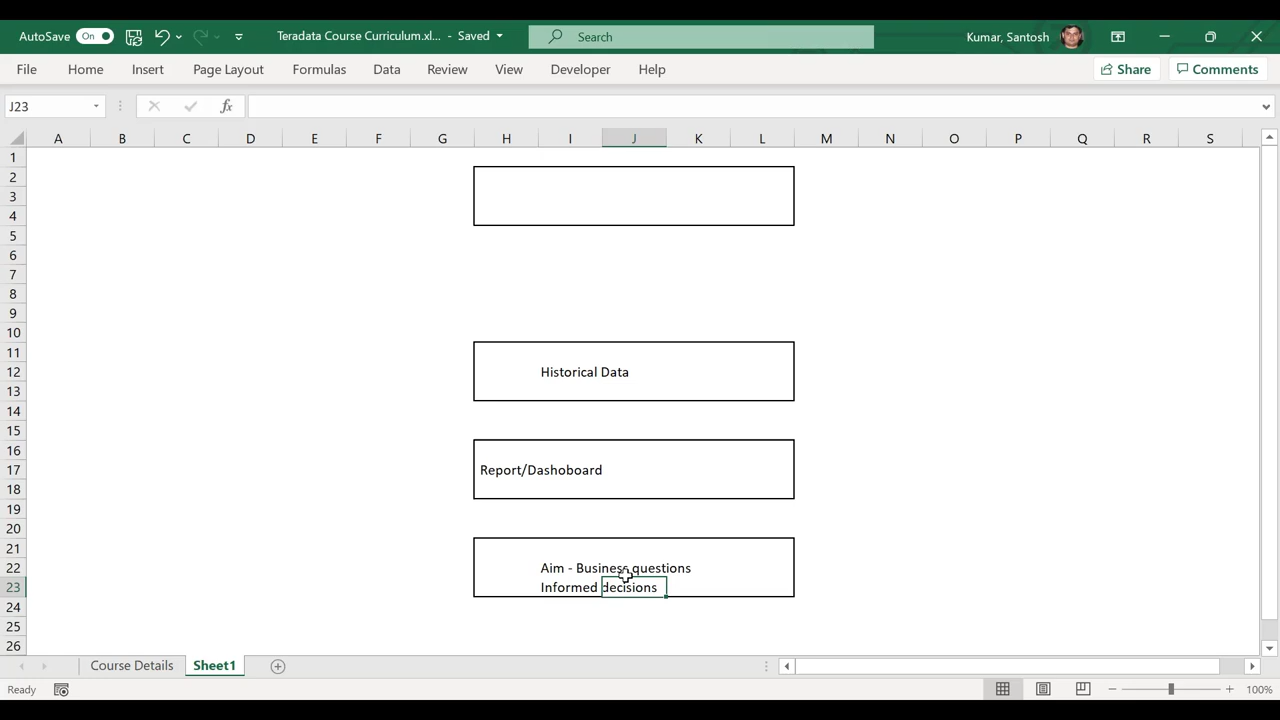 AutoSave On Teradata Course Curriculum.xl... - Saved Search Kumar, Santosh
File Home Insert Page Layout Formulas Data Review View Developer Help Share Comments
J23 fx
A B C D E F G H I J K L M N O P Q R S
1
2
3
4
5
6
7
8
9
10
11
12 Historical Data
13
14
15
16
17 Report/Dashoboard
18
19
20
21
22 Aim - Business questions
23 Informed decisions
24
25
26
Course Details Sheet1
Ready 100%